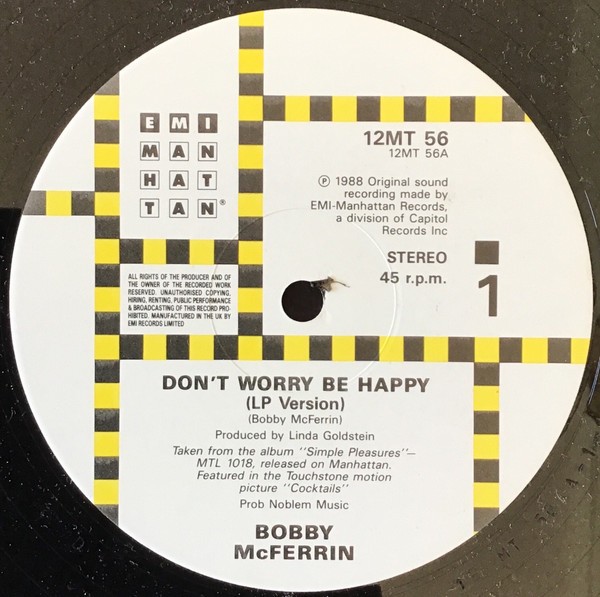 EMI
MAN
HAT
TAN®
12MT 56
12MT 56A
℗ 1988 Original sound
recording made by
EMI-Manhattan Records,
a division of Capitol
Records Inc
STEREO
45 r.p.m.
1
ALL RIGHTS OF THE PRODUCER AND OF
THE OWNER OF THE RECORDED WORK
RESERVED. UNAUTHORISED COPYING,
HIRING, RENTING, PUBLIC PERFORMANCE
& BROADCASTING OF THIS RECORD PRO-
HIBITED. MANUFACTURED IN THE UK BY
EMI RECORDS LIMITED
DON'T WORRY BE HAPPY
(LP Version)
(Bobby McFerrin)
Produced by Linda Goldstein
Taken from the album ''Simple Pleasures''—
MTL 1018, released on Manhattan.
Featured in the Touchstone motion
picture ''Cocktails''
Prob Noblem Music
BOBBY
McFERRIN